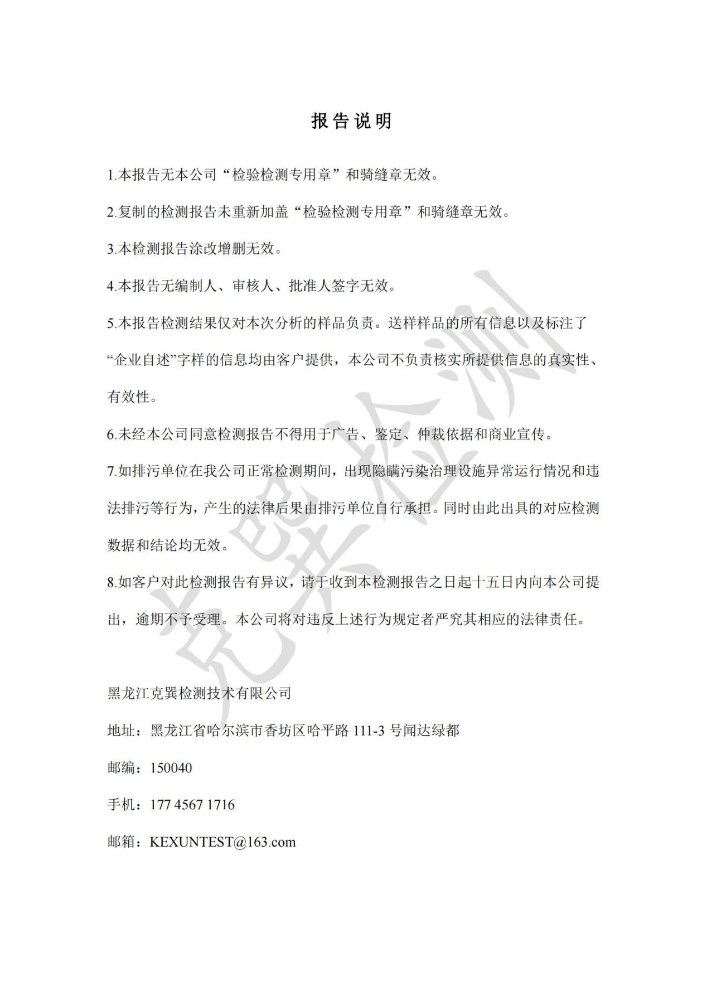 报告说明
1.本报告无本公司“检验检测专用章”和骑缝章无效。
2.复制的检测报告未重新加盖“检验检测专用章”和骑缝章无效。
3.本检测报告涂改增删无效。
4.本报告无编制人、审核人、批准人签字无效。
5.本报告检测结果仅对本次分析的样品负责。送样样品的所有信息以及标注了
“企业自述”字样的信息均由客户提供，本公司不负责核实所提供信息的真实性、
有效性。
6.未经本公司同意检测报告不得用于广告、鉴定、仲裁依据和商业宣传。
7.如排污单位在我公司正常检测期间，出现隐瞒污染治理设施异常运行情况和违
法排污等行为，产生的法律后果由排污单位自行承担。同时由此出具的对应检测
数据和结论均无效。
8.如客户对此检测报告有异议，请于收到本检测报告之日起十五日内向本公司提
出，逾期不予受理。本公司将对违反上述行为规定者严究其相应的法律责任。
黑龙江克巽检测技术有限公司
地址：黑龙江省哈尔滨市香坊区哈平路 111-3 号闻达绿都
邮编：150040
手机：177 4567 1716
邮箱：KEXUNTEST@163.com
克巽检测